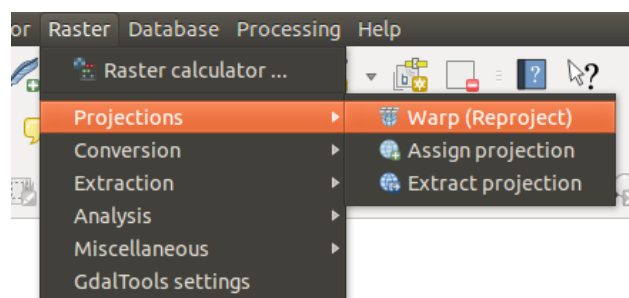 or Raster Database Processing Help
Raster calculator ...
Projections
Warp (Reproject)
Conversion
Assign projection
Extraction
Extract projection
Analysis
Miscellaneous
GdalTools settings